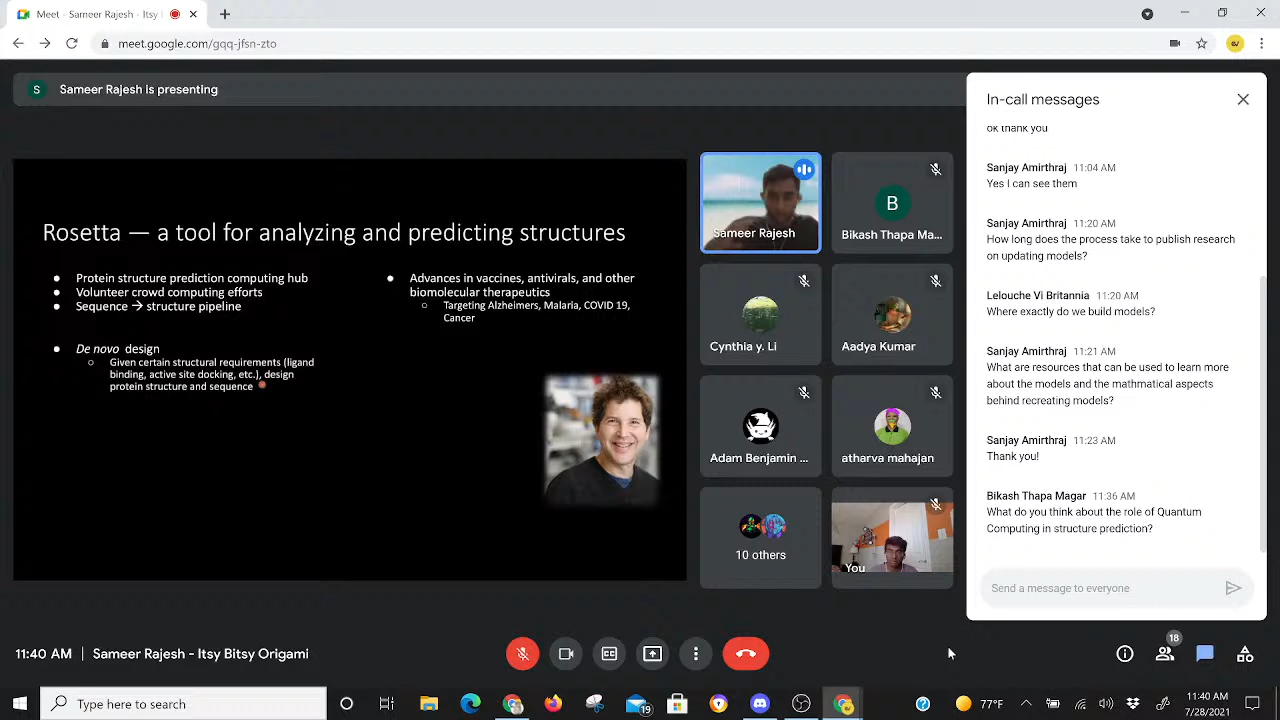 Meet - Sameer Rajesh - Itsy
meet.google.com/gqq-jfsn-zto
S
Sameer Rajesh is presenting
Rosetta — a tool for analyzing and predicting structures
Protein structure prediction computing hub
Volunteer crowd computing efforts
Sequence → structure pipeline
De novo design
Given certain structural requirements (ligand
binding, active site docking, etc.), design
protein structure and sequence
Advances in vaccines, antivirals, and other
biomolecular therapeutics
Targeting Alzheimers, Malaria, COVID 19,
Cancer
Sameer Rajesh
B
Bikash Thapa Ma...
Cynthia y. Li
Aadya Kumar
Adam Benjamin ...
atharva mahajan
10 others
You
In-call messages
ok thank you
Sanjay Amirthraj 11:04 AM
Yes I can see them
Sanjay Amirthraj 11:20 AM
How long does the process take to publish research
on updating models?
Lelouche Vi Britannia 11:20 AM
Where exactly do we build models?
Sanjay Amirthraj 11:21 AM
What are resources that can be used to learn more
about the models and the mathmatical aspects
behind recreating models?
Sanjay Amirthraj 11:23 AM
Thank you!
Bikash Thapa Magar 11:36 AM
What do you think about the role of Quantum
Computing in structure prediction?
Send a message to everyone
11:40 AM | Sameer Rajesh - Itsy Bitsy Origami
18
Type here to search
19
77°F
11:40 AM
7/28/2021